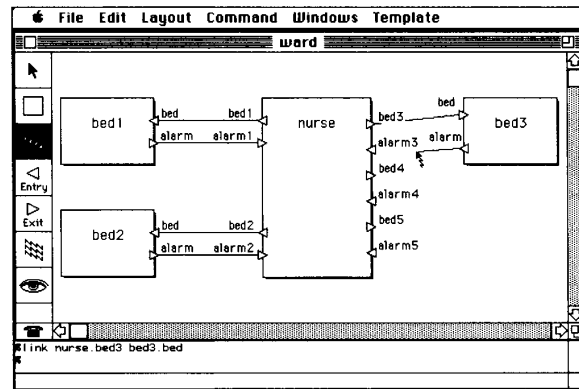 File Edit Layout Command Windows Template
ward
bed bed1 bed3 bed
bed1 nurse bed3
alarm alarm1 alarm3 alarm
bed4
Entry
alarm4
Exit
bed bed2 bed5
bed2
alarm alarm2 alarm5
link nurse.bed3 bed3.bed